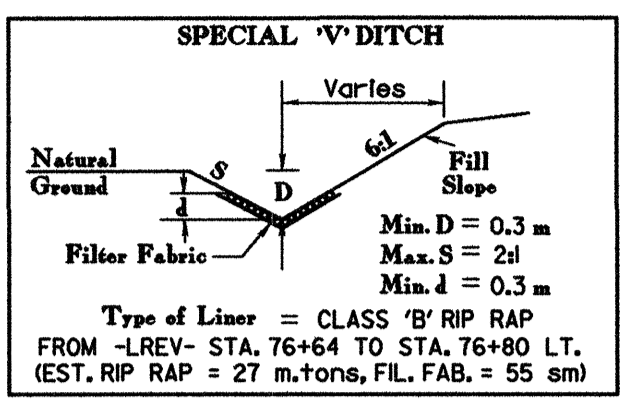 SPECIAL 'V' DITCH
Varies
6:1
Natural
Ground
S
D
d
Fill
Slope
Filter Fabric
Min. D = 0.3 m
Max. S = 2:1
Min. d = 0.3 m
Type of Liner = CLASS 'B' RIP RAP
FROM -LREV- STA. 76+64 TO STA. 76+80 LT.
(EST. RIP RAP = 27 m.tons, FIL. FAB. = 55 sm)